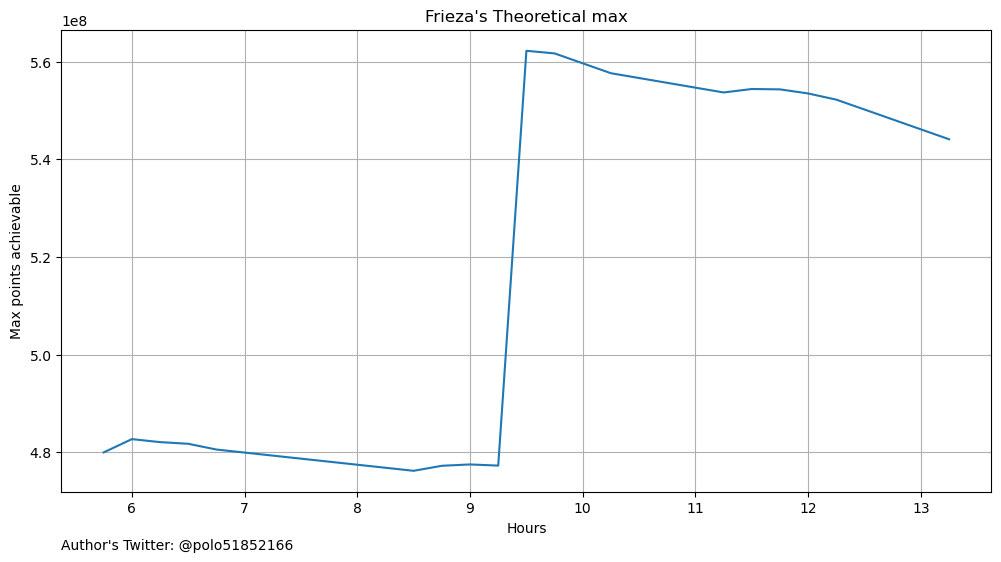 Frieza's Theoretical max
1e8
5.6
5.4
5.2
5.0
4.8
Max points achievable
6 7 8 9 10 11 12 13
Hours
Author's Twitter: @polo51852166